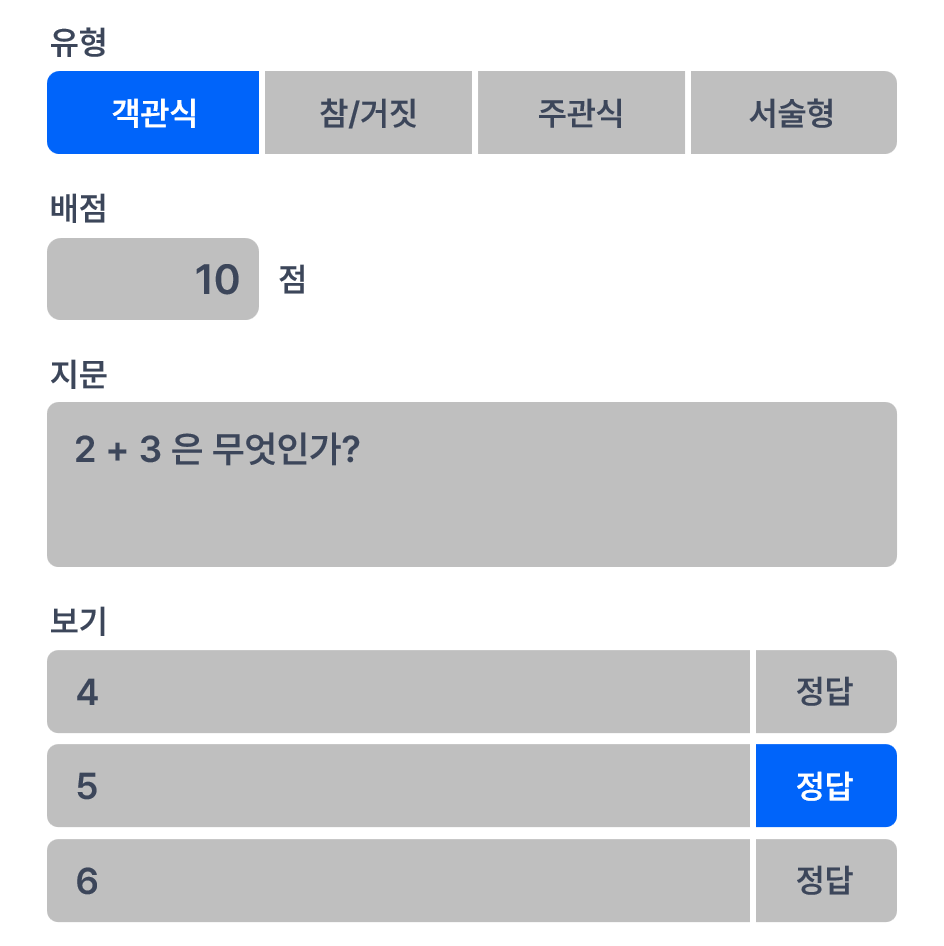 유형
객관식 참/거짓 주관식 서술형
배점
10 점
지문
2 + 3 은 무엇인가?
보기
4 정답
5 정답
6 정답